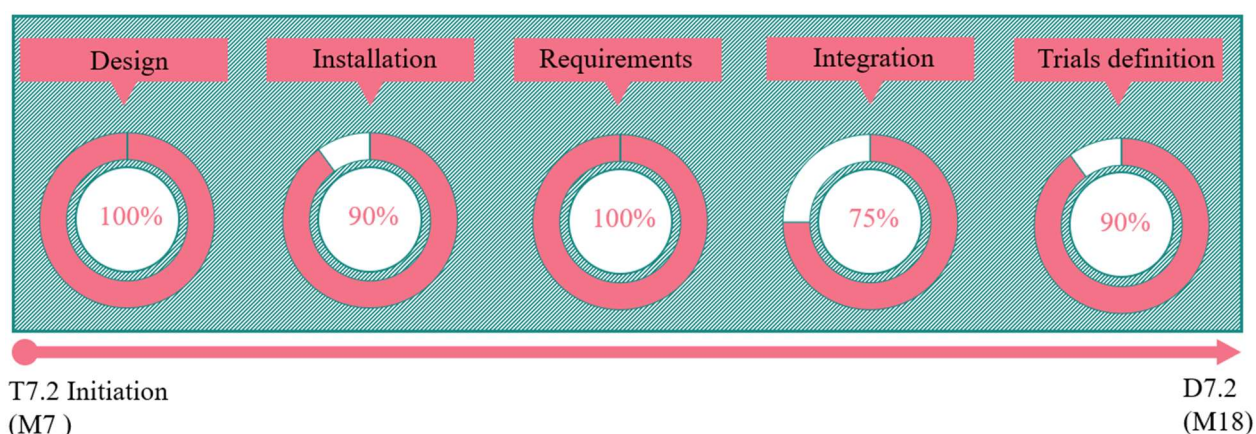 Design
Installation
Requirements
Integration
Trials definition
100%
90%
100%
75%
90%
T7.2 Initiation
(M7 )
D7.2
(M18)